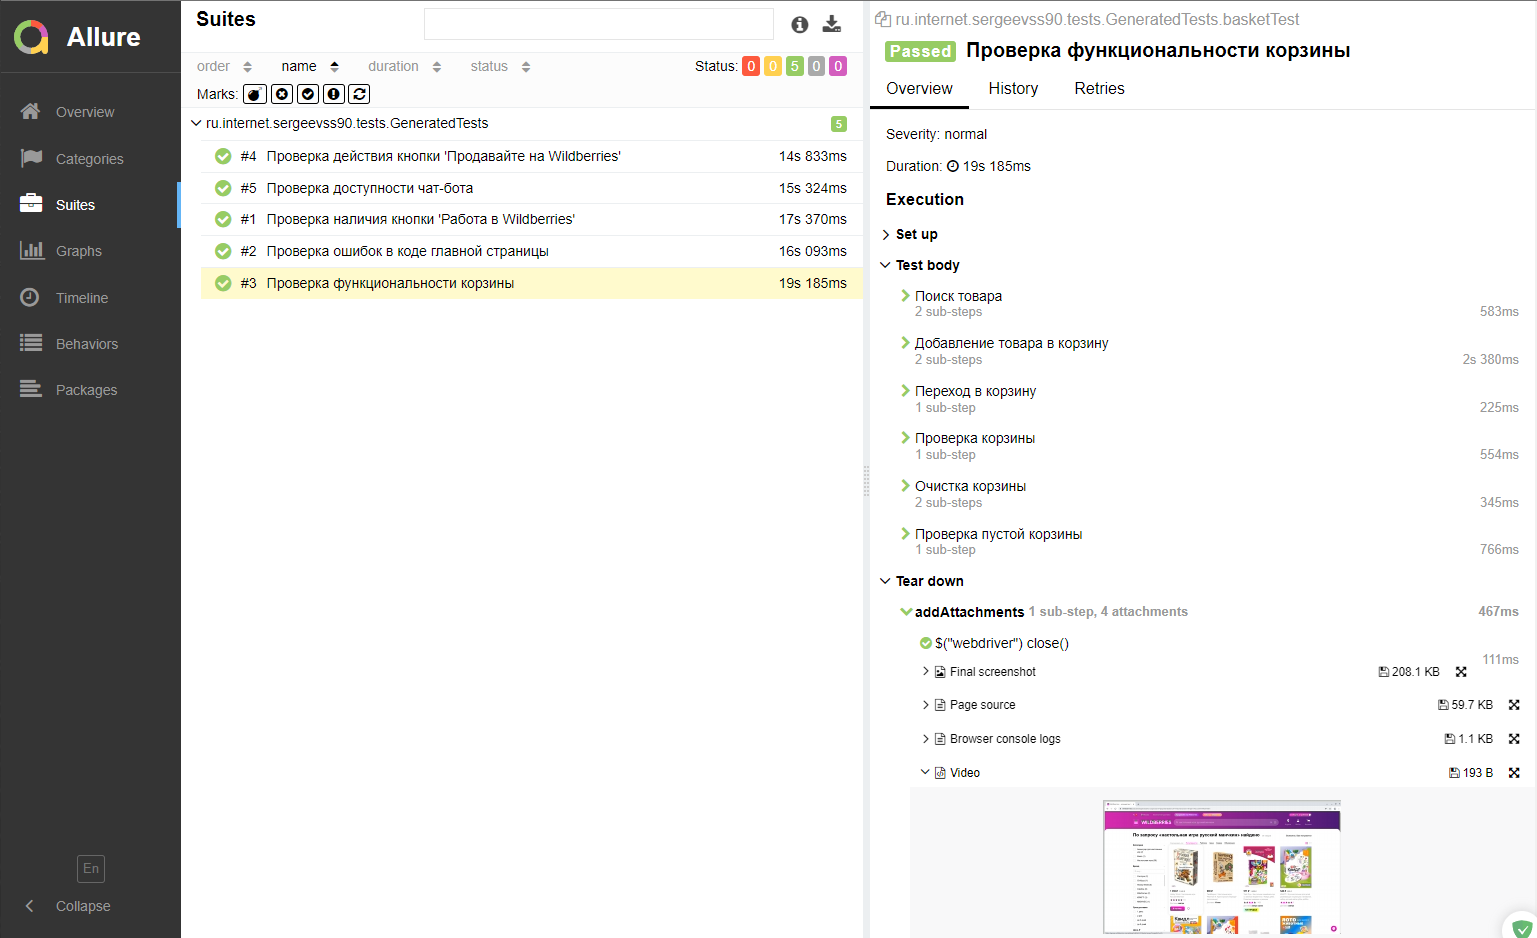 Allure
Overview
Categories
Suites
Graphs
Timeline
Behaviors
Packages
En
Collapse
Suites
order name duration status Status: 0 0 5 0 0
Marks:
ru.internet.sergeevss90.tests.GeneratedTests 5
#4 Проверка действия кнопки 'Продавайте на Wildberries' 14s 833ms
#5 Проверка доступности чат-бота 15s 324ms
#1 Проверка наличия кнопки 'Работа в Wildberries' 17s 370ms
#2 Проверка ошибок в коде главной страницы 16s 093ms
#3 Проверка функциональности корзины 19s 185ms
ru.internet.sergeevss90.tests.GeneratedTests.basketTest
Passed Проверка функциональности корзины
Overview History Retries
Severity: normal
Duration: 19s 185ms
Execution
Set up
Test body
Поиск товара
2 sub-steps 583ms
Добавление товара в корзину
2 sub-steps 2s 380ms
Переход в корзину
1 sub-step 225ms
Проверка корзины
1 sub-step 554ms
Очистка корзины
2 sub-steps 345ms
Проверка пустой корзины
1 sub-step 766ms
Tear down
addAttachments 1 sub-step, 4 attachments 467ms
$("webdriver") close()
111ms
Final screenshot 208.1 KB
Page source 59.7 KB
Browser console logs 1.1 KB
Video 193 B
WILDBERRIES
По запросу «настольная игра русский манчкин» найдено